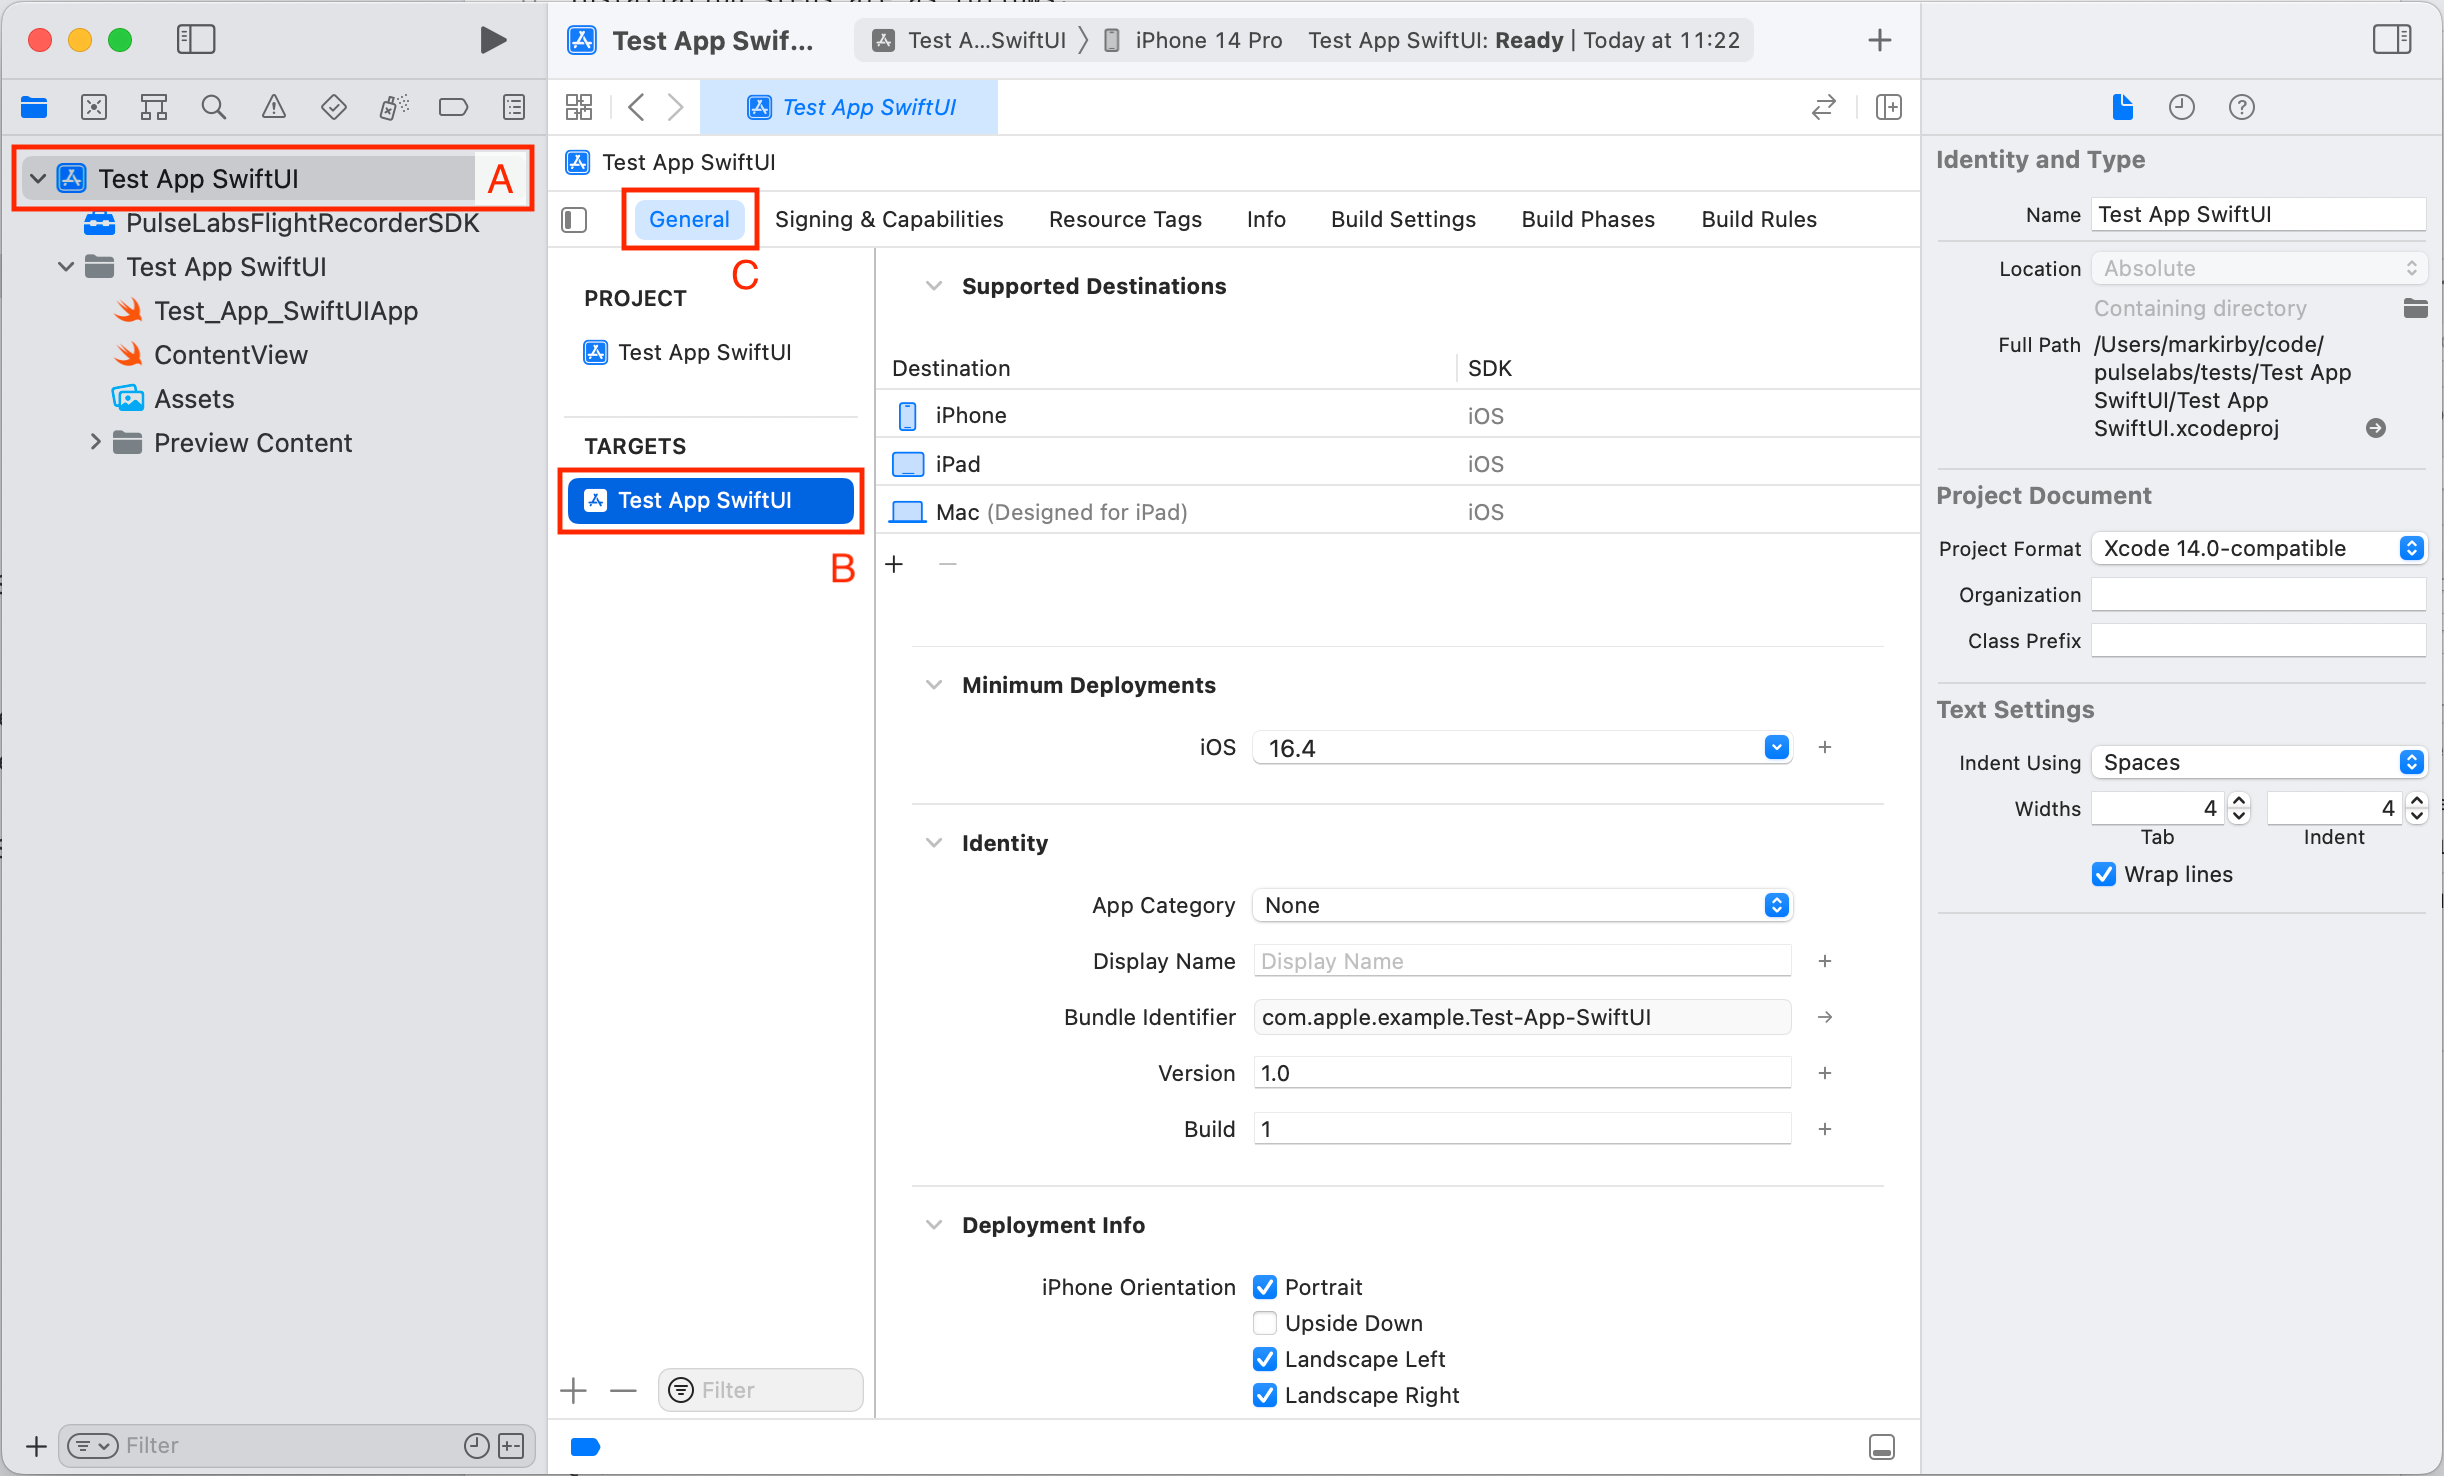 Test App Swif...
Test A...SwiftUI
iPhone 14 Pro
Test App SwiftUI: Ready | Today at 11:22
Test App SwiftUI
Test App SwiftUI
A
PulseLabsFlightRecorderSDK
Test App SwiftUI
Test_App_SwiftUIApp
ContentView
Assets
Preview Content
Filter
Test App SwiftUI
General
Signing & Capabilities
Resource Tags
Info
Build Settings
Build Phases
Build Rules
C
PROJECT
Test App SwiftUI
TARGETS
Test App SwiftUI
B
Filter
Supported Destinations
Destination
SDK
iPhone
iOS
iPad
iOS
Mac (Designed for iPad)
iOS
Minimum Deployments
iOS
16.4
Identity
App Category
None
Display Name
Display Name
Bundle Identifier
com.apple.example.Test-App-SwiftUI
Version
1.0
Build
1
Deployment Info
iPhone Orientation
Portrait
Upside Down
Landscape Left
Landscape Right
Identity and Type
Name
Test App SwiftUI
Location
Absolute
Containing directory
Full Path
/Users/markirby/code/
pulselabs/tests/Test App
SwiftUI/Test App
SwiftUI.xcodeproj
Project Document
Project Format
Xcode 14.0-compatible
Organization
Class Prefix
Text Settings
Indent Using
Spaces
Widths
4
4
Tab
Indent
Wrap lines